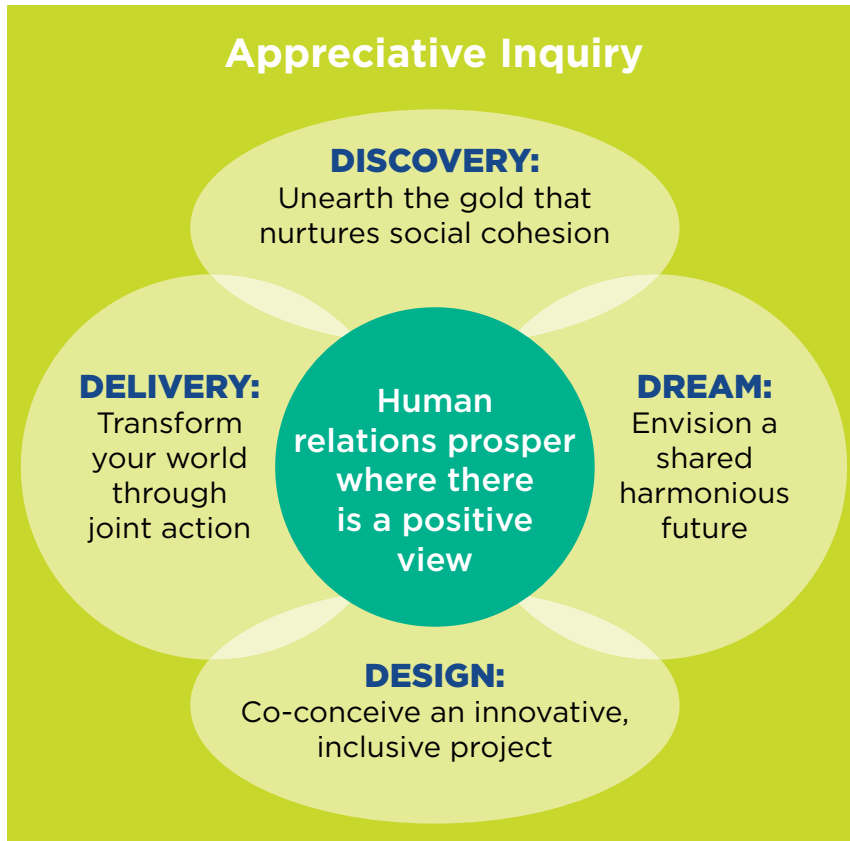 Appreciative Inquiry
DISCOVERY:
Unearth the gold that
nurtures social cohesion
DELIVERY:
Transform
your world
through
joint action
Human
relations prosper
where there
is a positive
view
DREAM:
Envision a
shared
harmonious
future
DESIGN:
Co-conceive an innovative,
inclusive project